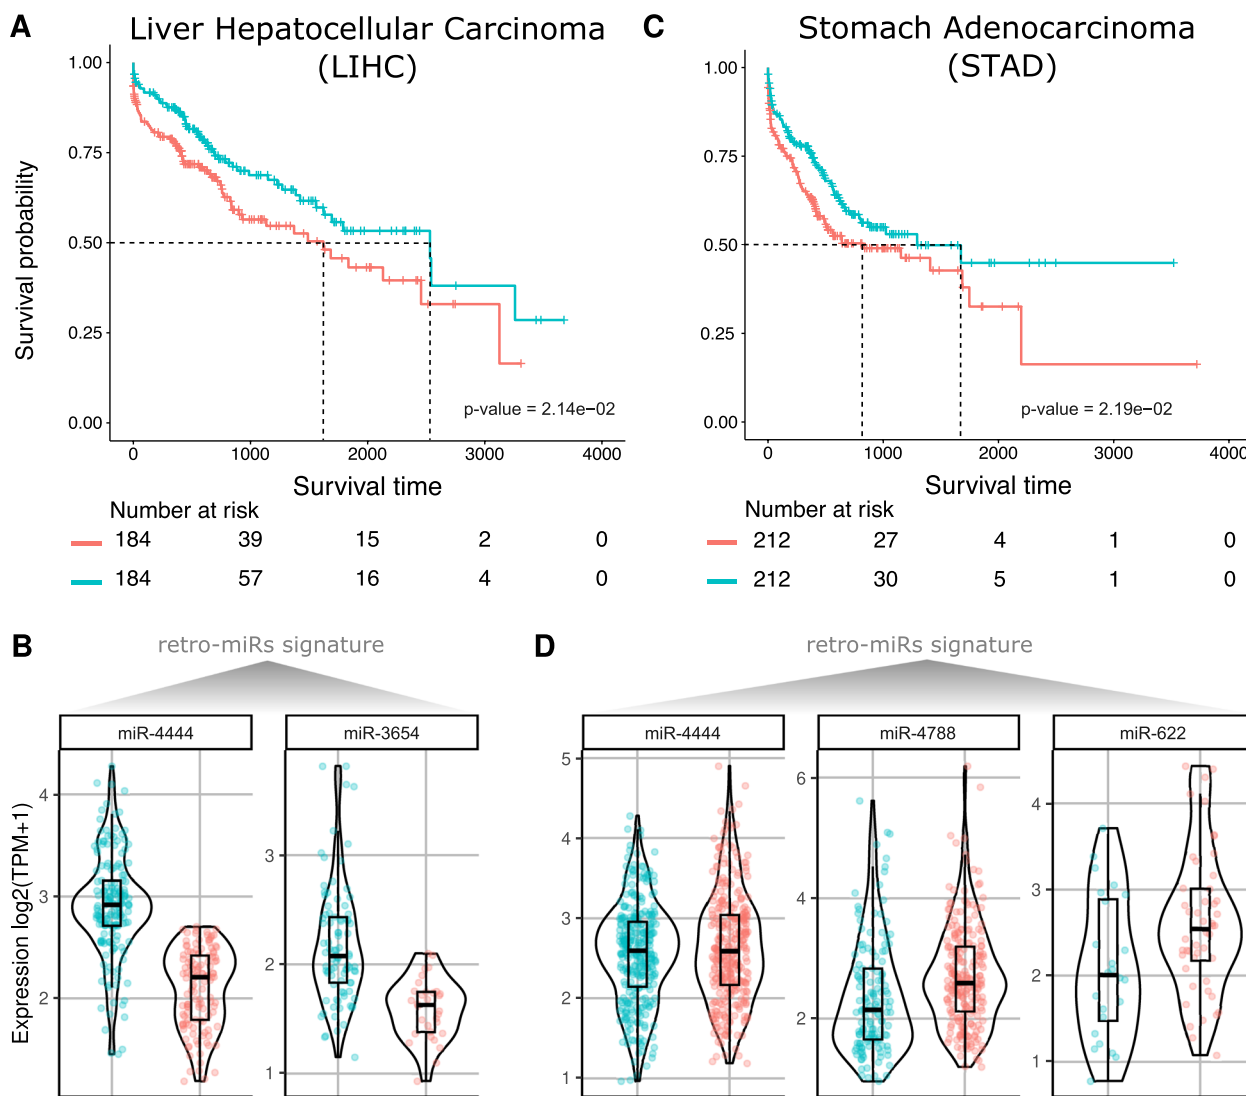 A
Liver Hepatocellular Carcinoma
(LIHC)
Survival probability
1.00
0.75
0.50
0.25
0.00
p-value = 2.14e−02
0 1000 2000 3000 4000
Survival time
Number at risk
184 39 15 2 0
184 57 16 4 0
C
Stomach Adenocarcinoma
(STAD)
1.00
0.75
0.50
0.25
0.00
p-value = 2.19e−02
0 1000 2000 3000 4000
Survival time
Number at risk
212 27 4 1 0
212 30 5 1 0
B
retro-miRs signature
miR-4444
miR-3654
Expression log2(TPM+1)
4
3
2
3
2
1
D
retro-miRs signature
miR-4444
miR-4788
miR-622
5
4
3
2
1
6
4
2
4
3
2
1